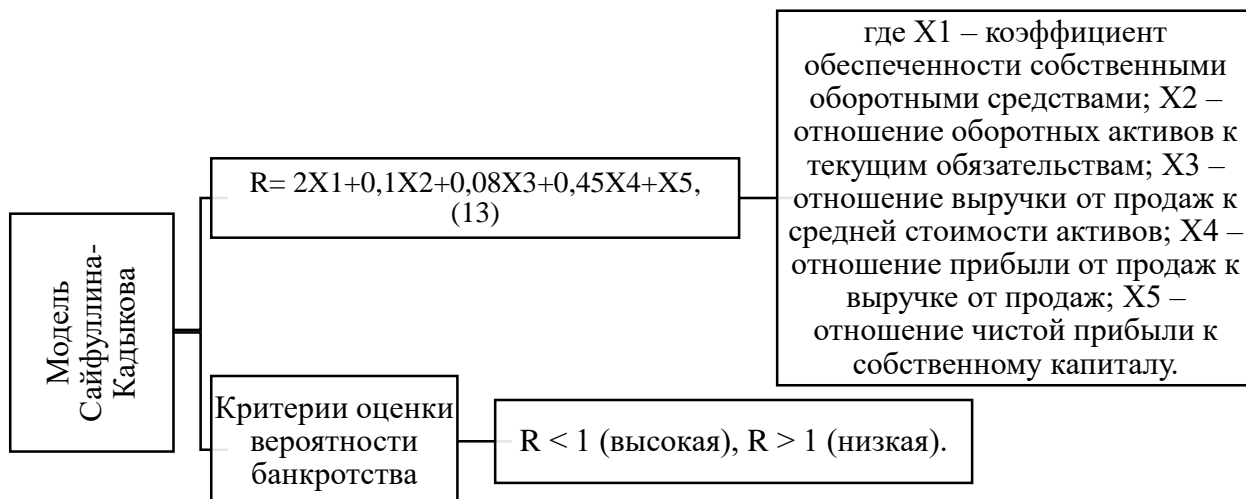 Модель
Сайфуллина-
Кадыкова
R= 2X1+0,1X2+0,08X3+0,45X4+X5,
(13)
где X1 – коэффициент
обеспеченности собственными
оборотными средствами; X2 –
отношение оборотных активов к
текущим обязательствам; X3 –
отношение выручки от продаж к
средней стоимости активов; X4 –
отношение прибыли от продаж к
выручке от продаж; X5 –
отношение чистой прибыли к
собственному капиталу.
Критерии оценки
вероятности
банкротства
R < 1 (высокая), R > 1 (низкая).